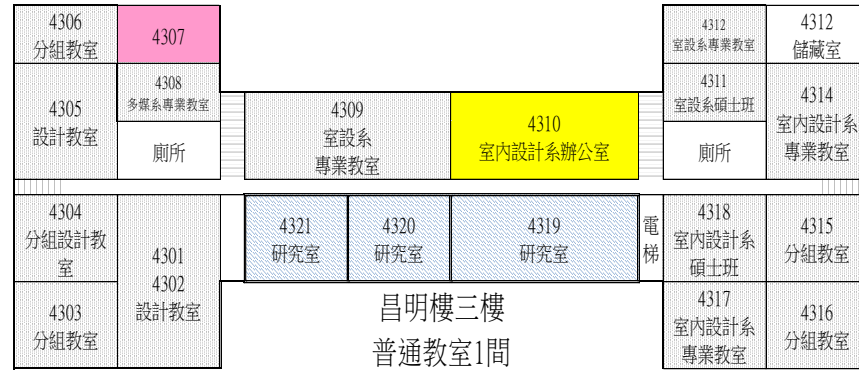 4306
分組教室
4307
4308
多媒系專業教室
4305
設計教室
廁所
4309
室設系
專業教室
4310
室內設計系辦公室
4312
室設系專業教室
4312
儲藏室
4311
室設系碩士班
4314
室內設計系
專業教室
廁所
4304
分組設計教
室
4301
4302
設計教室
4303
分組教室
4321
研究室
4320
研究室
4319
研究室
電
梯
4318
室內設計系
碩士班
4315
分組教室
4317
室內設計系
專業教室
4316
分組教室
昌明樓三樓
普通教室1間